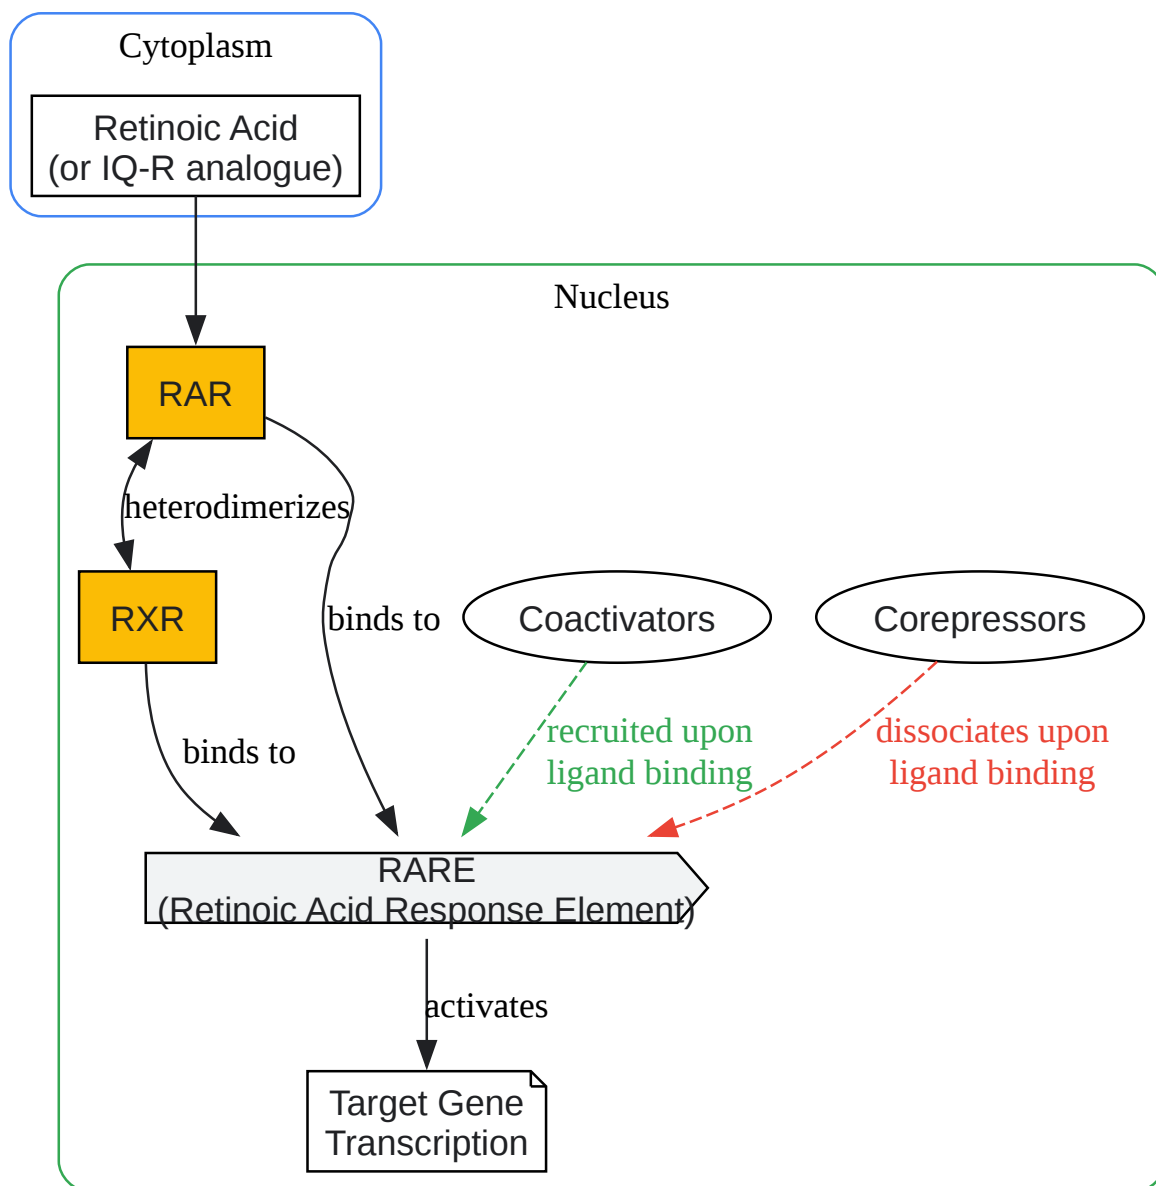 Cytoplasm
Retinoic Acid
(or IQ-R analogue)
Nucleus
RAR
heterodimerizes
RXR
binds to
Coactivators
Corepressors
binds to
recruited upon
ligand binding
dissociates upon
ligand binding
RARE
(Retinoic Acid Response Element)
activates
Target Gene
Transcription